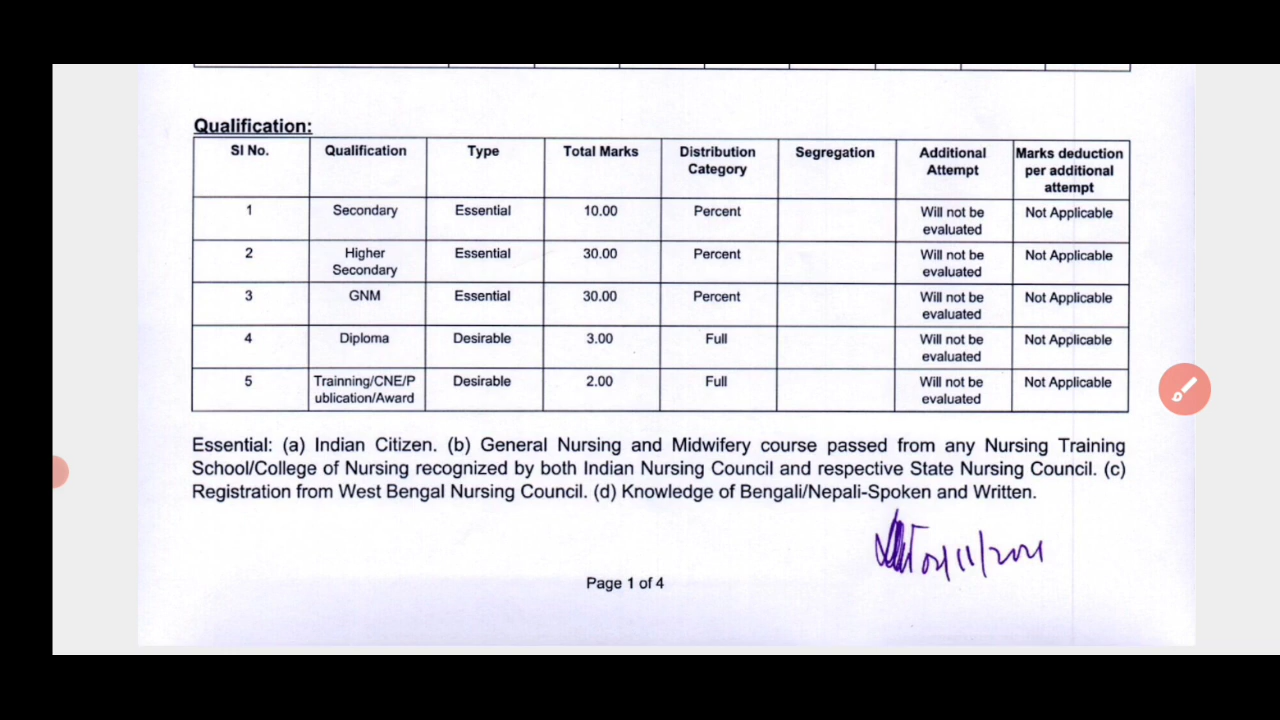 Qualification:
SI No. Qualification Type Total Marks Distribution Category Segregation Additional Attempt Marks deduction per additional attempt
1 Secondary Essential 10.00 Percent Will not be evaluated Not Applicable
2 Higher Secondary Essential 30.00 Percent Will not be evaluated Not Applicable
3 GNM Essential 30.00 Percent Will not be evaluated Not Applicable
4 Diploma Desirable 3.00 Full Will not be evaluated Not Applicable
5 Trainning/CNE/Publication/Award Desirable 2.00 Full Will not be evaluated Not Applicable
Essential: (a) Indian Citizen. (b) General Nursing and Midwifery course passed from any Nursing Training
School/College of Nursing recognized by both Indian Nursing Council and respective State Nursing Council. (c)
Registration from West Bengal Nursing Council. (d) Knowledge of Bengali/Nepali-Spoken and Written.
Page 1 of 4